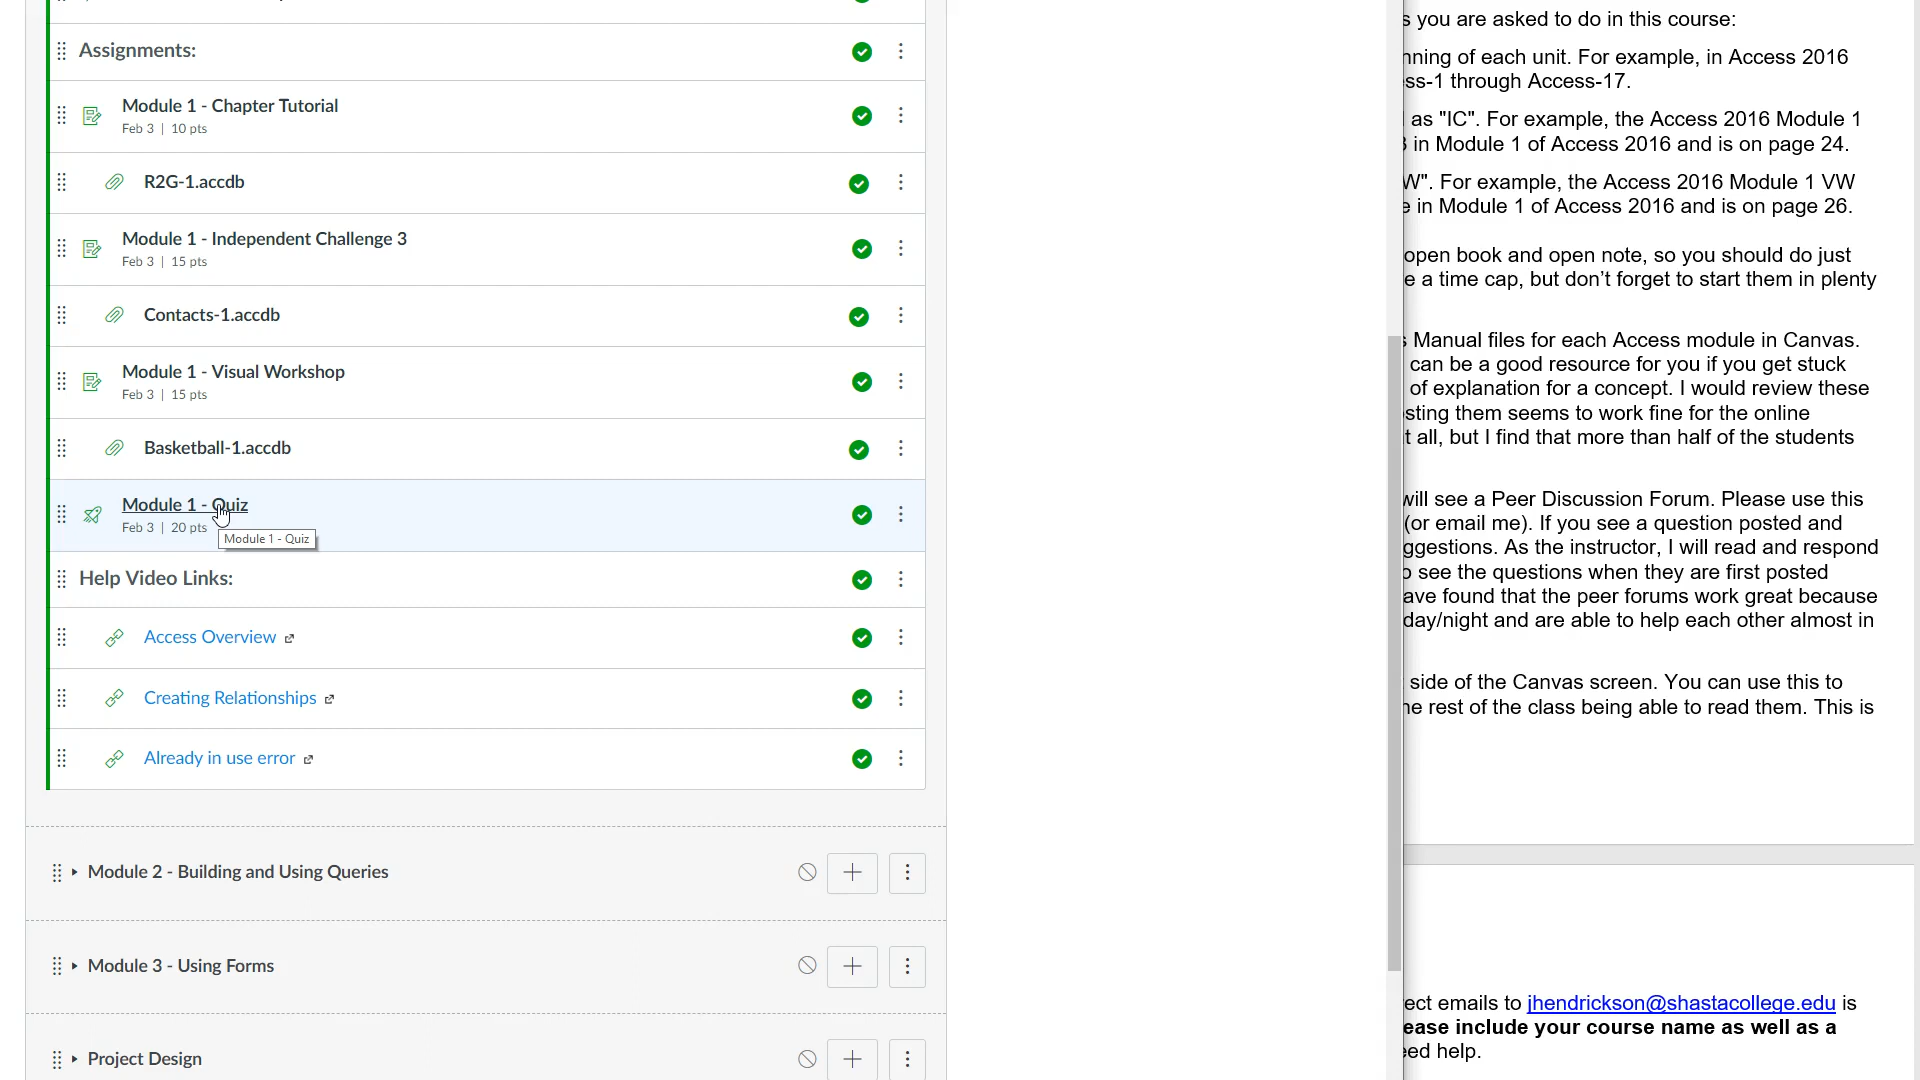 Assignments:
Module 1 - Chapter Tutorial
Feb 3 | 10 pts
R2G-1.accdb
Module 1 - Independent Challenge 3
Feb 3 | 15 pts
Contacts-1.accdb
Module 1 - Visual Workshop
Feb 3 | 15 pts
Basketball-1.accdb
Module 1 - Quiz
Feb 3 | 20 pts
Module 1 - Quiz
Help Video Links:
Access Overview
Creating Relationships
Already in use error
Module 2 - Building and Using Queries
Module 3 - Using Forms
Project Design
you are asked to do in this course:
of each unit. For example, in Access 2016
through Access-17.
as "IC". For example, the Access 2016 Module 1
in Module 1 of Access 2016 and is on page 24.
For example, the Access 2016 Module 1 VW
in Module 1 of Access 2016 and is on page 26.
open book and open note, so you should do just
a time cap, but don’t forget to start them in plenty
Manual files for each Access module in Canvas.
can be a good resource for you if you get stuck
of explanation for a concept. I would review these
them seems to work fine for the online
all, but I find that more than half of the students
will see a Peer Discussion Forum. Please use this
(or email me). If you see a question posted and
As the instructor, I will read and respond
see the questions when they are first posted
found that the peer forums work great because
day/night and are able to help each other almost in
side of the Canvas screen. You can use this to
rest of the class being able to read them. This is
emails to jhendrickson@shastacollege.edu is
include your course name as well as a
help.